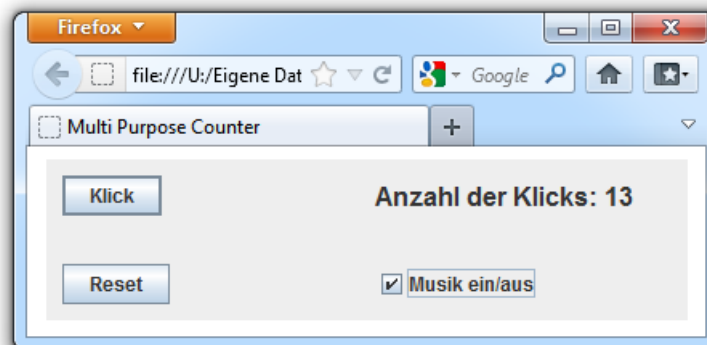 Firefox
file:///U:/Eigene Dat
Google
Multi Purpose Counter
Klick
Anzahl der Klicks: 13
Reset
Musik ein/aus